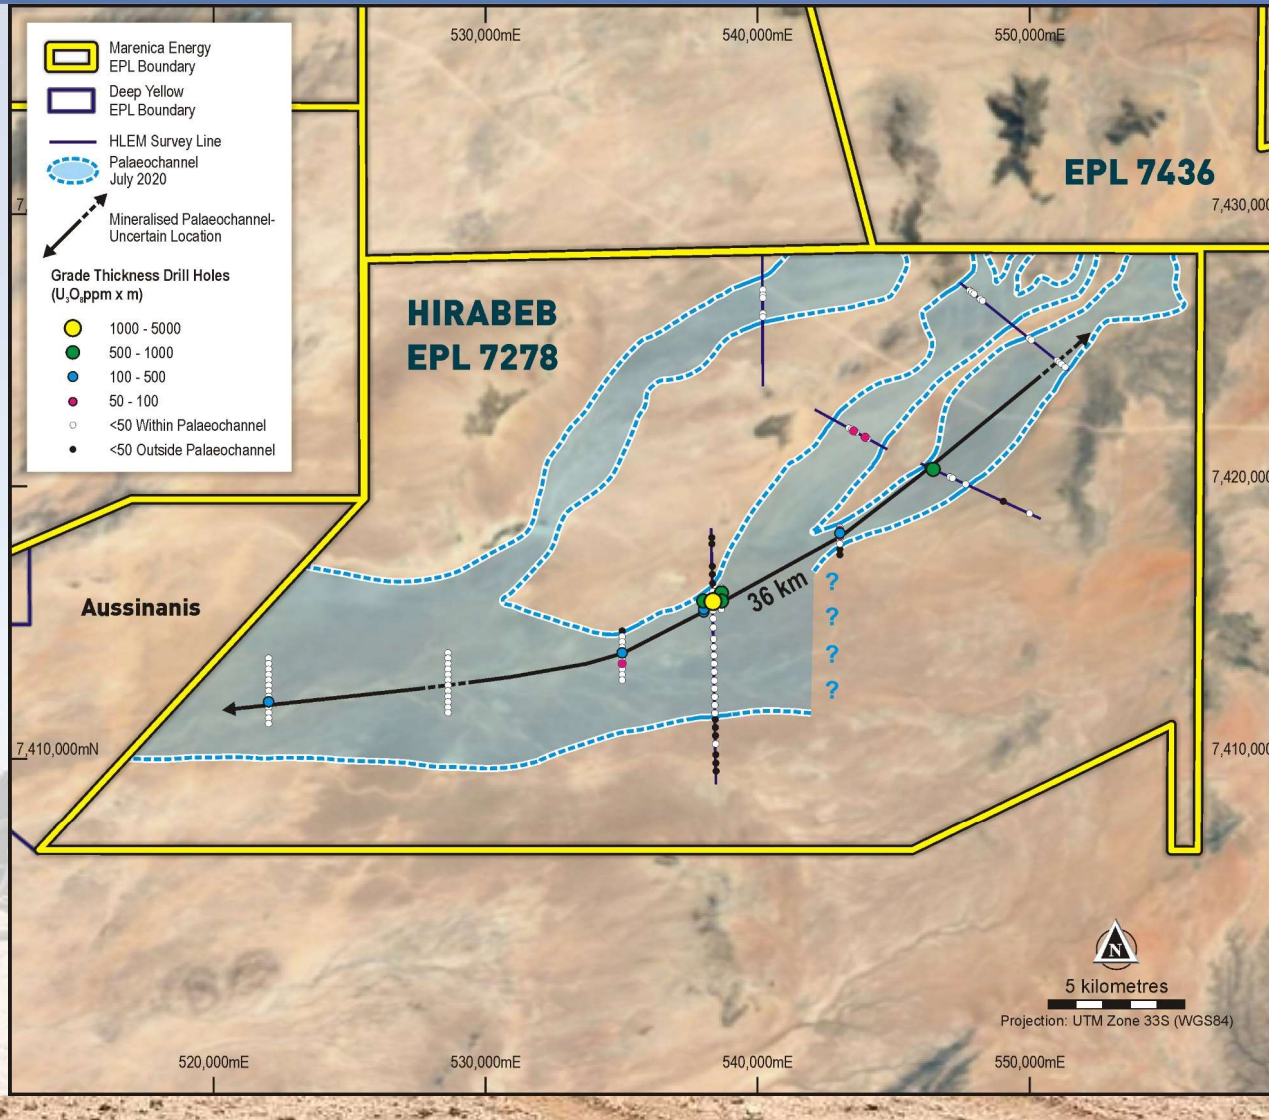 Marenica Energy
EPL Boundary
Deep Yellow
EPL Boundary
HLEM Survey Line
Palaeochannel
July 2020
Mineralised Palaeochannel-
Uncertain Location
Grade Thickness Drill Holes
(U₃O₈ppm x m)
1000 - 5000
500 - 1000
100 - 500
50 - 100
<50 Within Palaeochannel
<50 Outside Palaeochannel
530,000mE
540,000mE
550,000mE
EPL 7436
7,
7,430,000
HIRABEB
EPL 7278
7,420,000
Aussinanis
36 km
?
?
?
?
7,410,000mN
7,410,000
N
5 kilometres
Projection: UTM Zone 33S (WGS84)
520,000mE
530,000mE
540,000mE
550,000mE